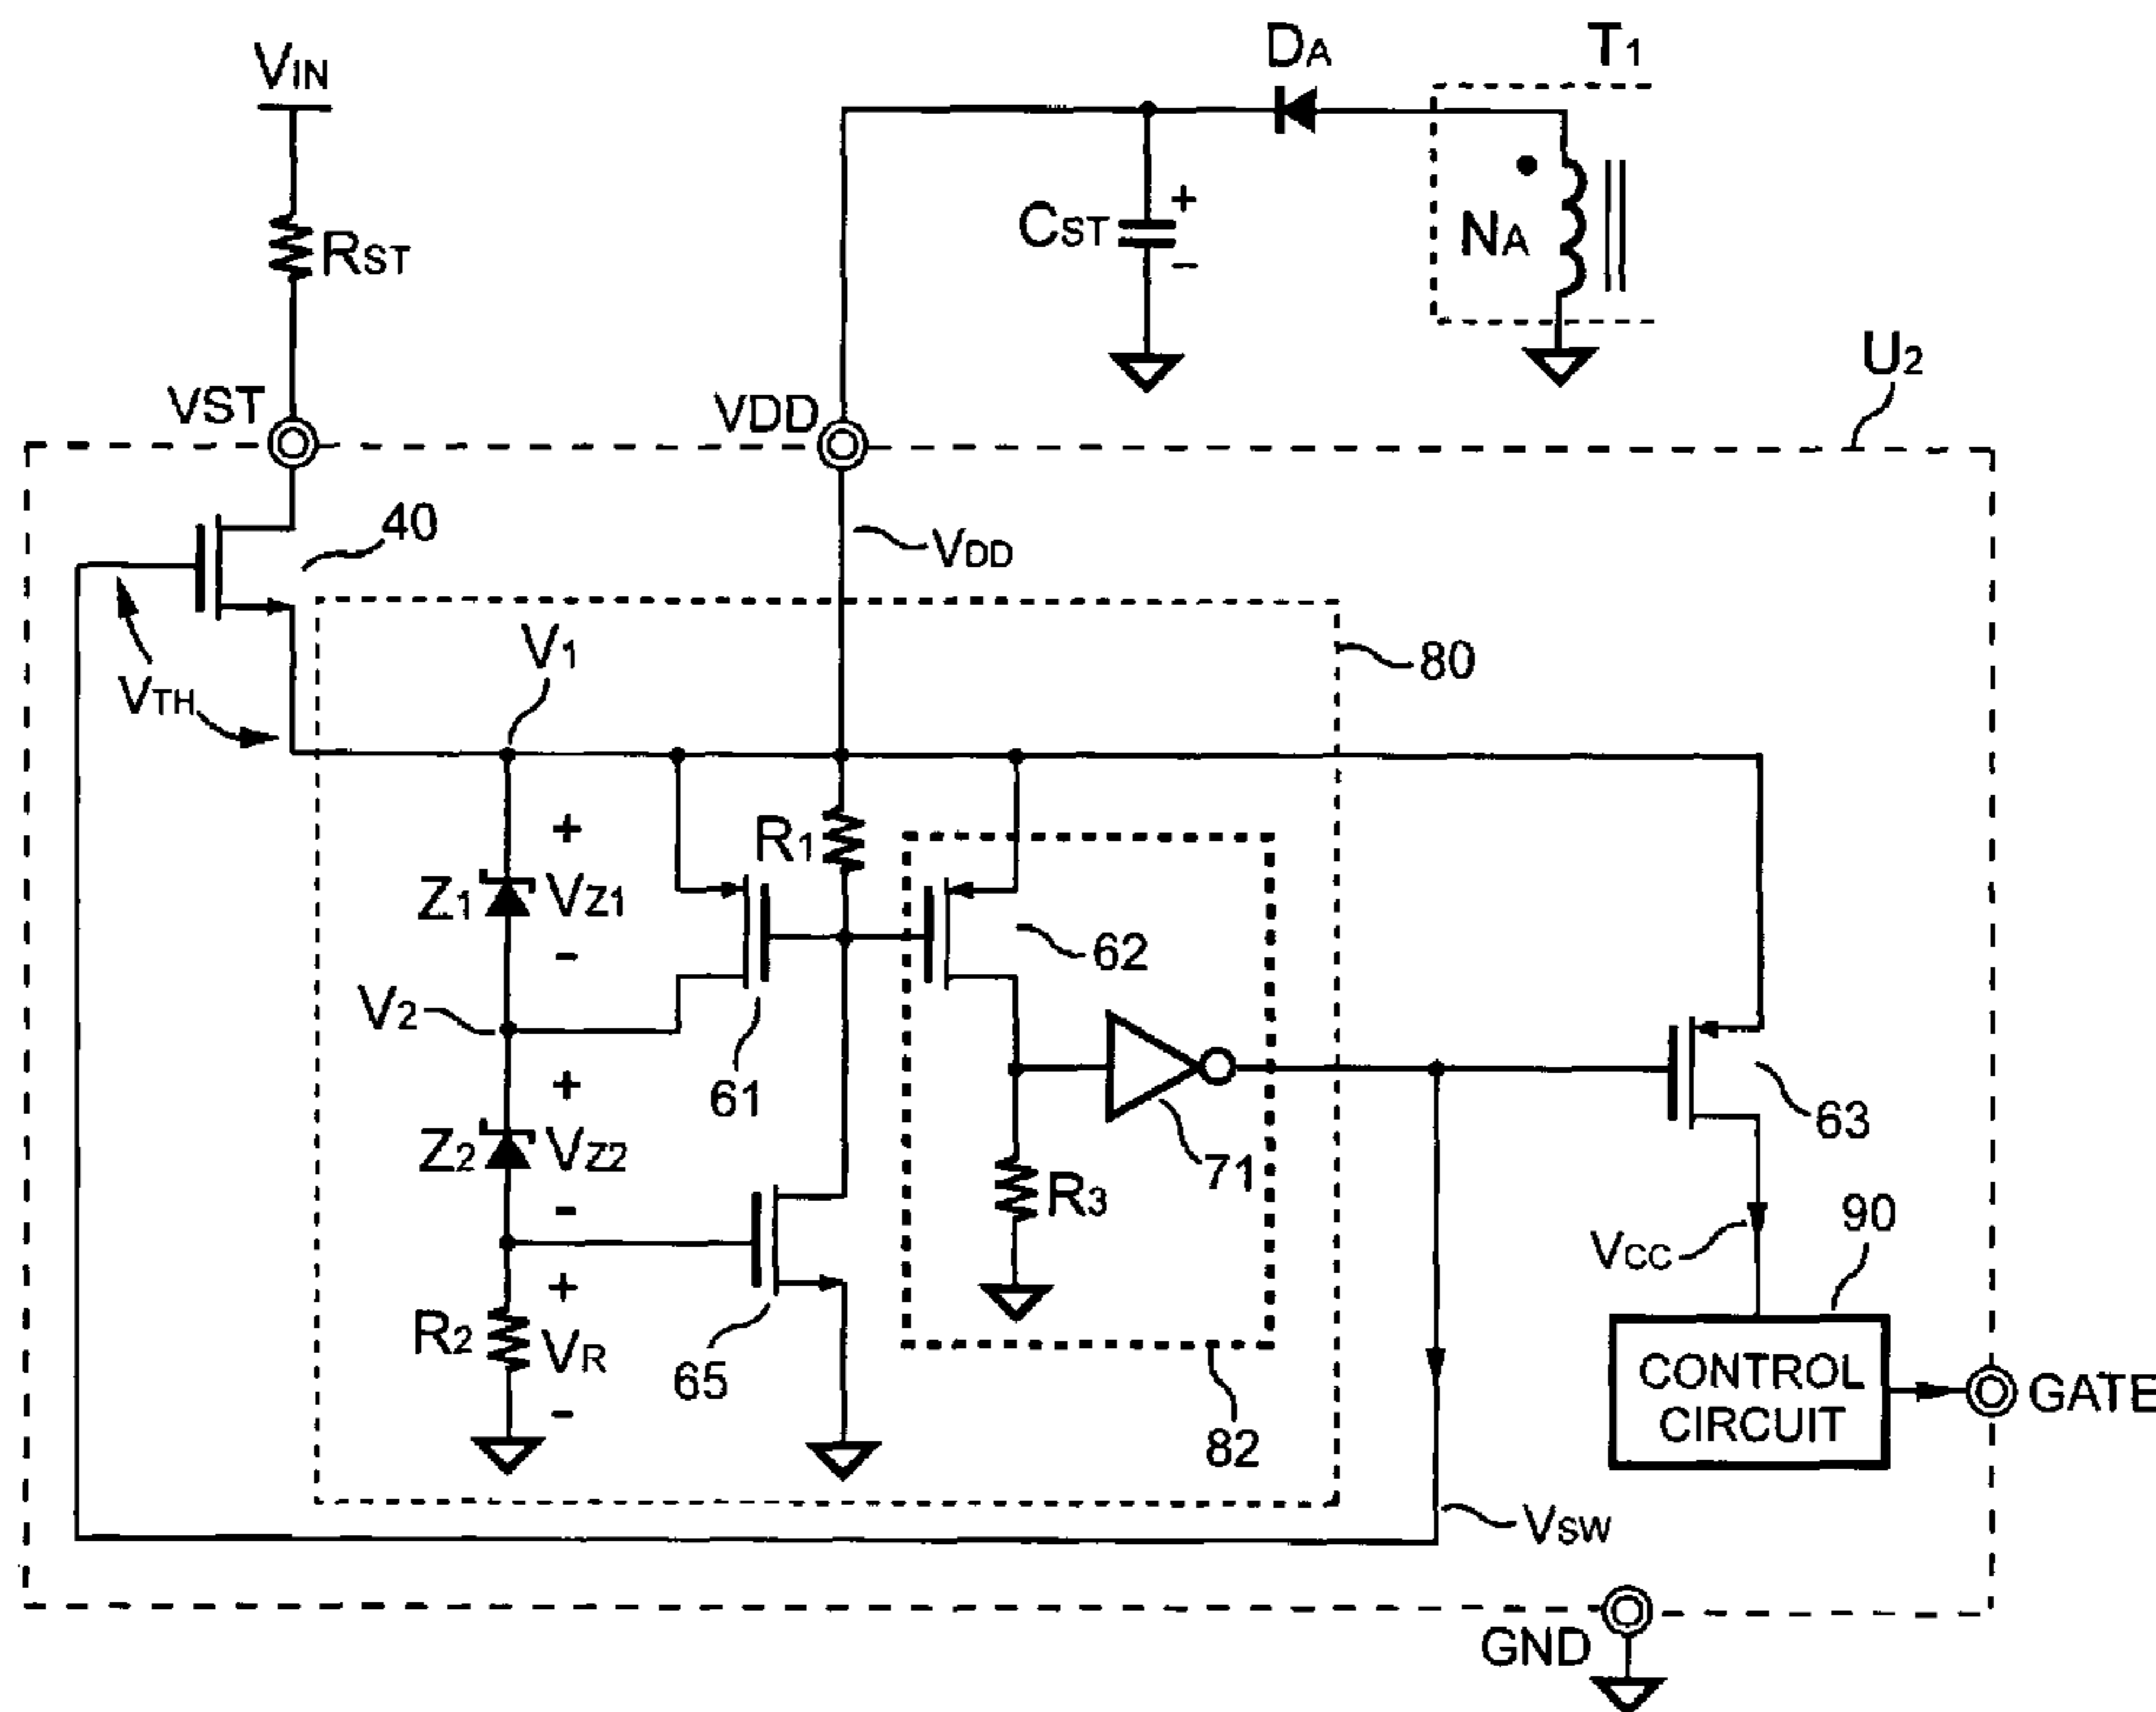 DA
T1
VIN
RST
CST
+
-
NA
U2
VST
VDD
40
VDD
VTH
V1
80
+
Z1
VZ1
-
R1
62
V2
61
+
Z2
VZ2
-
71
63
R3
90
VCC
+
R2
VR
-
65
CONTROL
CIRCUIT
GATE
82
VSW
GND